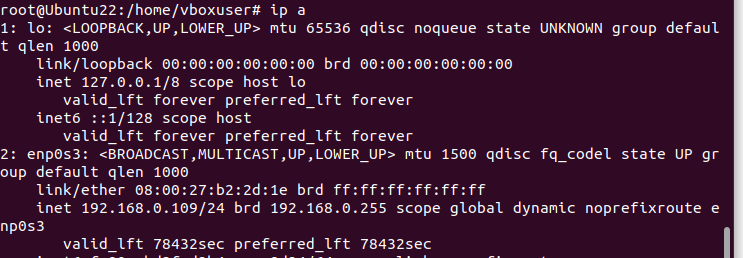 root@Ubuntu22:/home/vboxuser# ip a
1: lo: <LOOPBACK,UP,LOWER_UP> mtu 65536 qdisc noqueue state UNKNOWN group defaul
t qlen 1000
    link/loopback 00:00:00:00:00:00 brd 00:00:00:00:00:00
    inet 127.0.0.1/8 scope host lo
       valid_lft forever preferred_lft forever
    inet6 ::1/128 scope host
       valid_lft forever preferred_lft forever
2: enp0s3: <BROADCAST,MULTICAST,UP,LOWER_UP> mtu 1500 qdisc fq_codel state UP gr
oup default qlen 1000
    link/ether 08:00:27:b2:2d:1e brd ff:ff:ff:ff:ff:ff
    inet 192.168.0.109/24 brd 192.168.0.255 scope global dynamic noprefixroute e
np0s3
       valid_lft 78432sec preferred_lft 78432sec